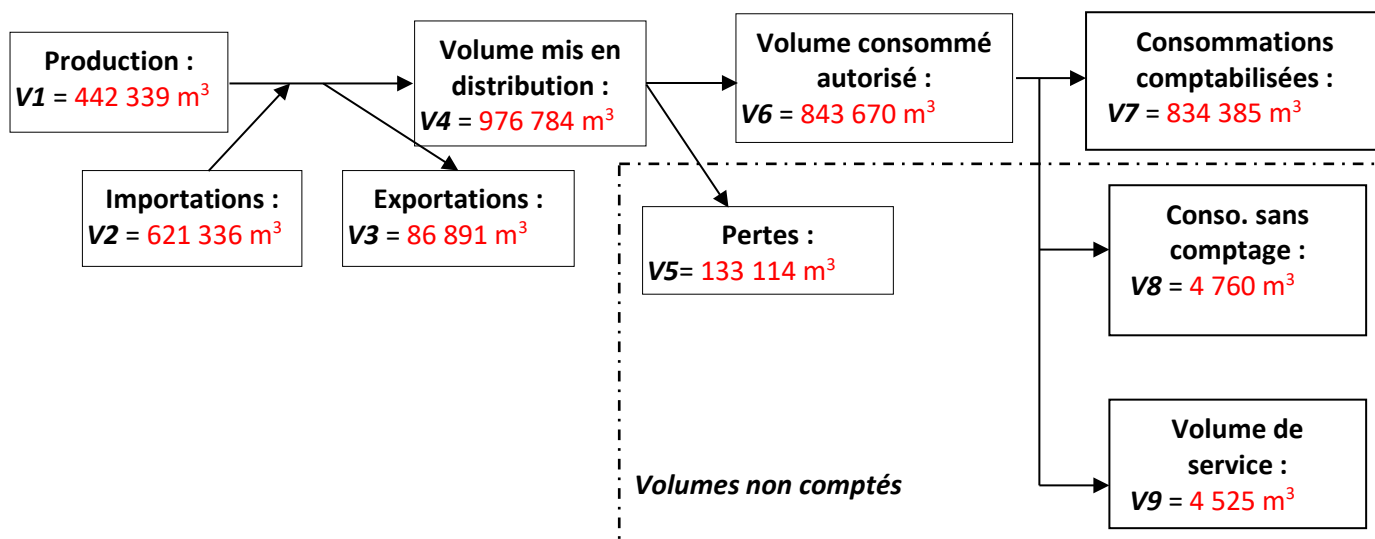 Production :
V1 = 442 339 m³
Volume mis en
distribution :
V4 = 976 784 m³
Volume consommé
autorisé :
V6 = 843 670 m³
Consommations
comptabilisées :
V7 = 834 385 m³
Importations :
V2 = 621 336 m³
Exportations :
V3 = 86 891 m³
Pertes :
V5= 133 114 m³
Conso. sans
comptage :
V8 = 4 760 m³
Volume de
service :
V9 = 4 525 m³
Volumes non comptés